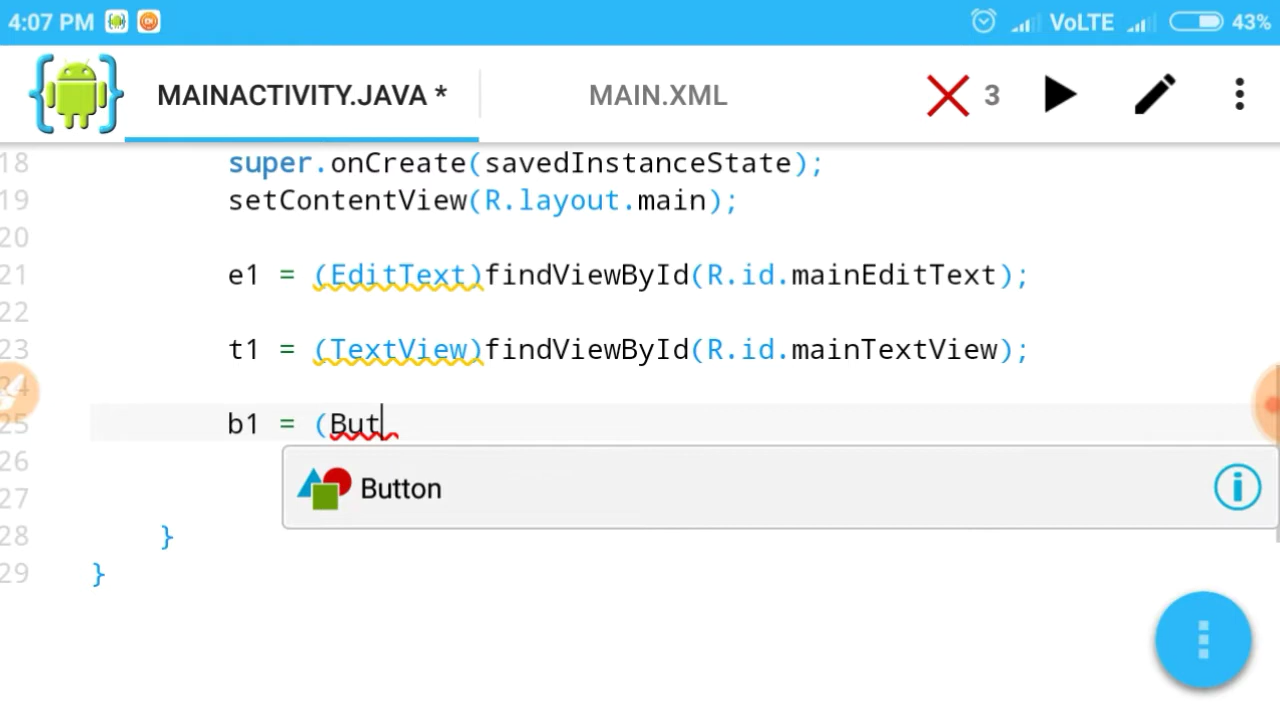 4:07 PM VoLTE 43%
MAINACTIVITY.JAVA * MAIN.XML 3
18 super.onCreate(savedInstanceState);
19 setContentView(R.layout.main);
20
21 e1 = (EditText)findViewById(R.id.mainEditText);
22
23 t1 = (TextView)findViewById(R.id.mainTextView);
24
25 b1 = (But
26
Button
27
28 }
29 }